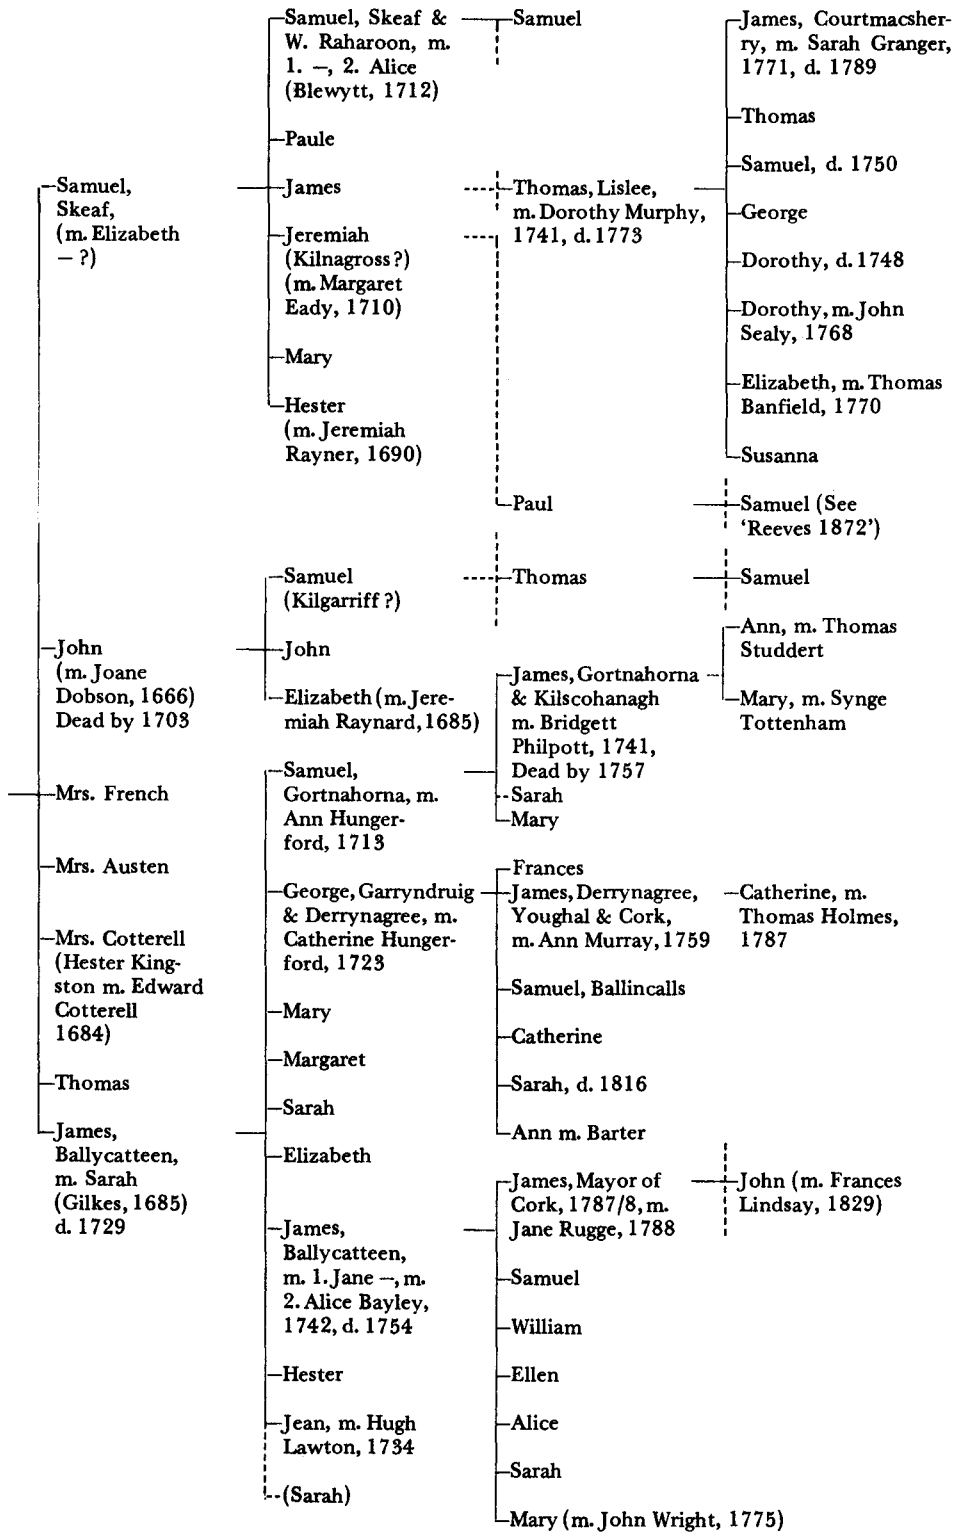 Samuel,
Skeaf,
(m. Elizabeth
– ?)
John
(m. Joane
Dobson, 1666)
Dead by 1703
Mrs. French
Mrs. Austen
Mrs. Cotterell
(Hester King-
ston m. Edward
Cotterell
1684)
Thomas
James,
Ballycatteen,
m. Sarah
(Gilkes, 1685)
d. 1729
Samuel, Skeaf &
W. Raharoon, m.
1. –, 2. Alice
(Blewytt, 1712)
Paule
James
Jeremiah
(Kilnagross?)
(m. Margaret
Eady, 1710)
Mary
Hester
(m. Jeremiah
Rayner, 1690)
Samuel
(Kilgarriff?)
John
Elizabeth (m. Jere-
miah Raynard, 1685)
Samuel,
Gortnahorna, m.
Ann Hunger-
ford, 1713
George, Garryndruig
& Derrynagree, m.
Catherine Hunger-
ford, 1723
Mary
Margaret
Sarah
Elizabeth
James,
Ballycatteen,
m. 1. Jane –, m.
2. Alice Bayley,
1742, d. 1754
Hester
Jean, m. Hugh
Lawton, 1734
(Sarah)
Samuel
Thomas, Lislee,
m. Dorothy Murphy,
1741, d. 1773
Paul
Thomas
James, Gortnahorna
& Kilscohanagh
m. Bridgett
Philpott, 1741,
Dead by 1757
Sarah
Mary
Frances
James, Derrynagree,
Youghal & Cork,
m. Ann Murray, 1759
Samuel, Ballincalls
Catherine
Sarah, d. 1816
Ann m. Barter
James, Mayor of
Cork, 1787/8, m.
Jane Rugge, 1788
Samuel
William
Ellen
Alice
Sarah
Mary (m. John Wright, 1775)
James, Courtmacsher-
ry, m. Sarah Granger,
1771, d. 1789
Thomas
Samuel, d. 1750
George
Dorothy, d. 1748
Dorothy, m. John
Sealy, 1768
Elizabeth, m. Thomas
Banfield, 1770
Susanna
Samuel (See
‘Reeves 1872’)
Samuel
Ann, m. Thomas
Studdert
Mary, m. Synge
Tottenham
Catherine, m.
Thomas Holmes,
1787
John (m. Frances
Lindsay, 1829)